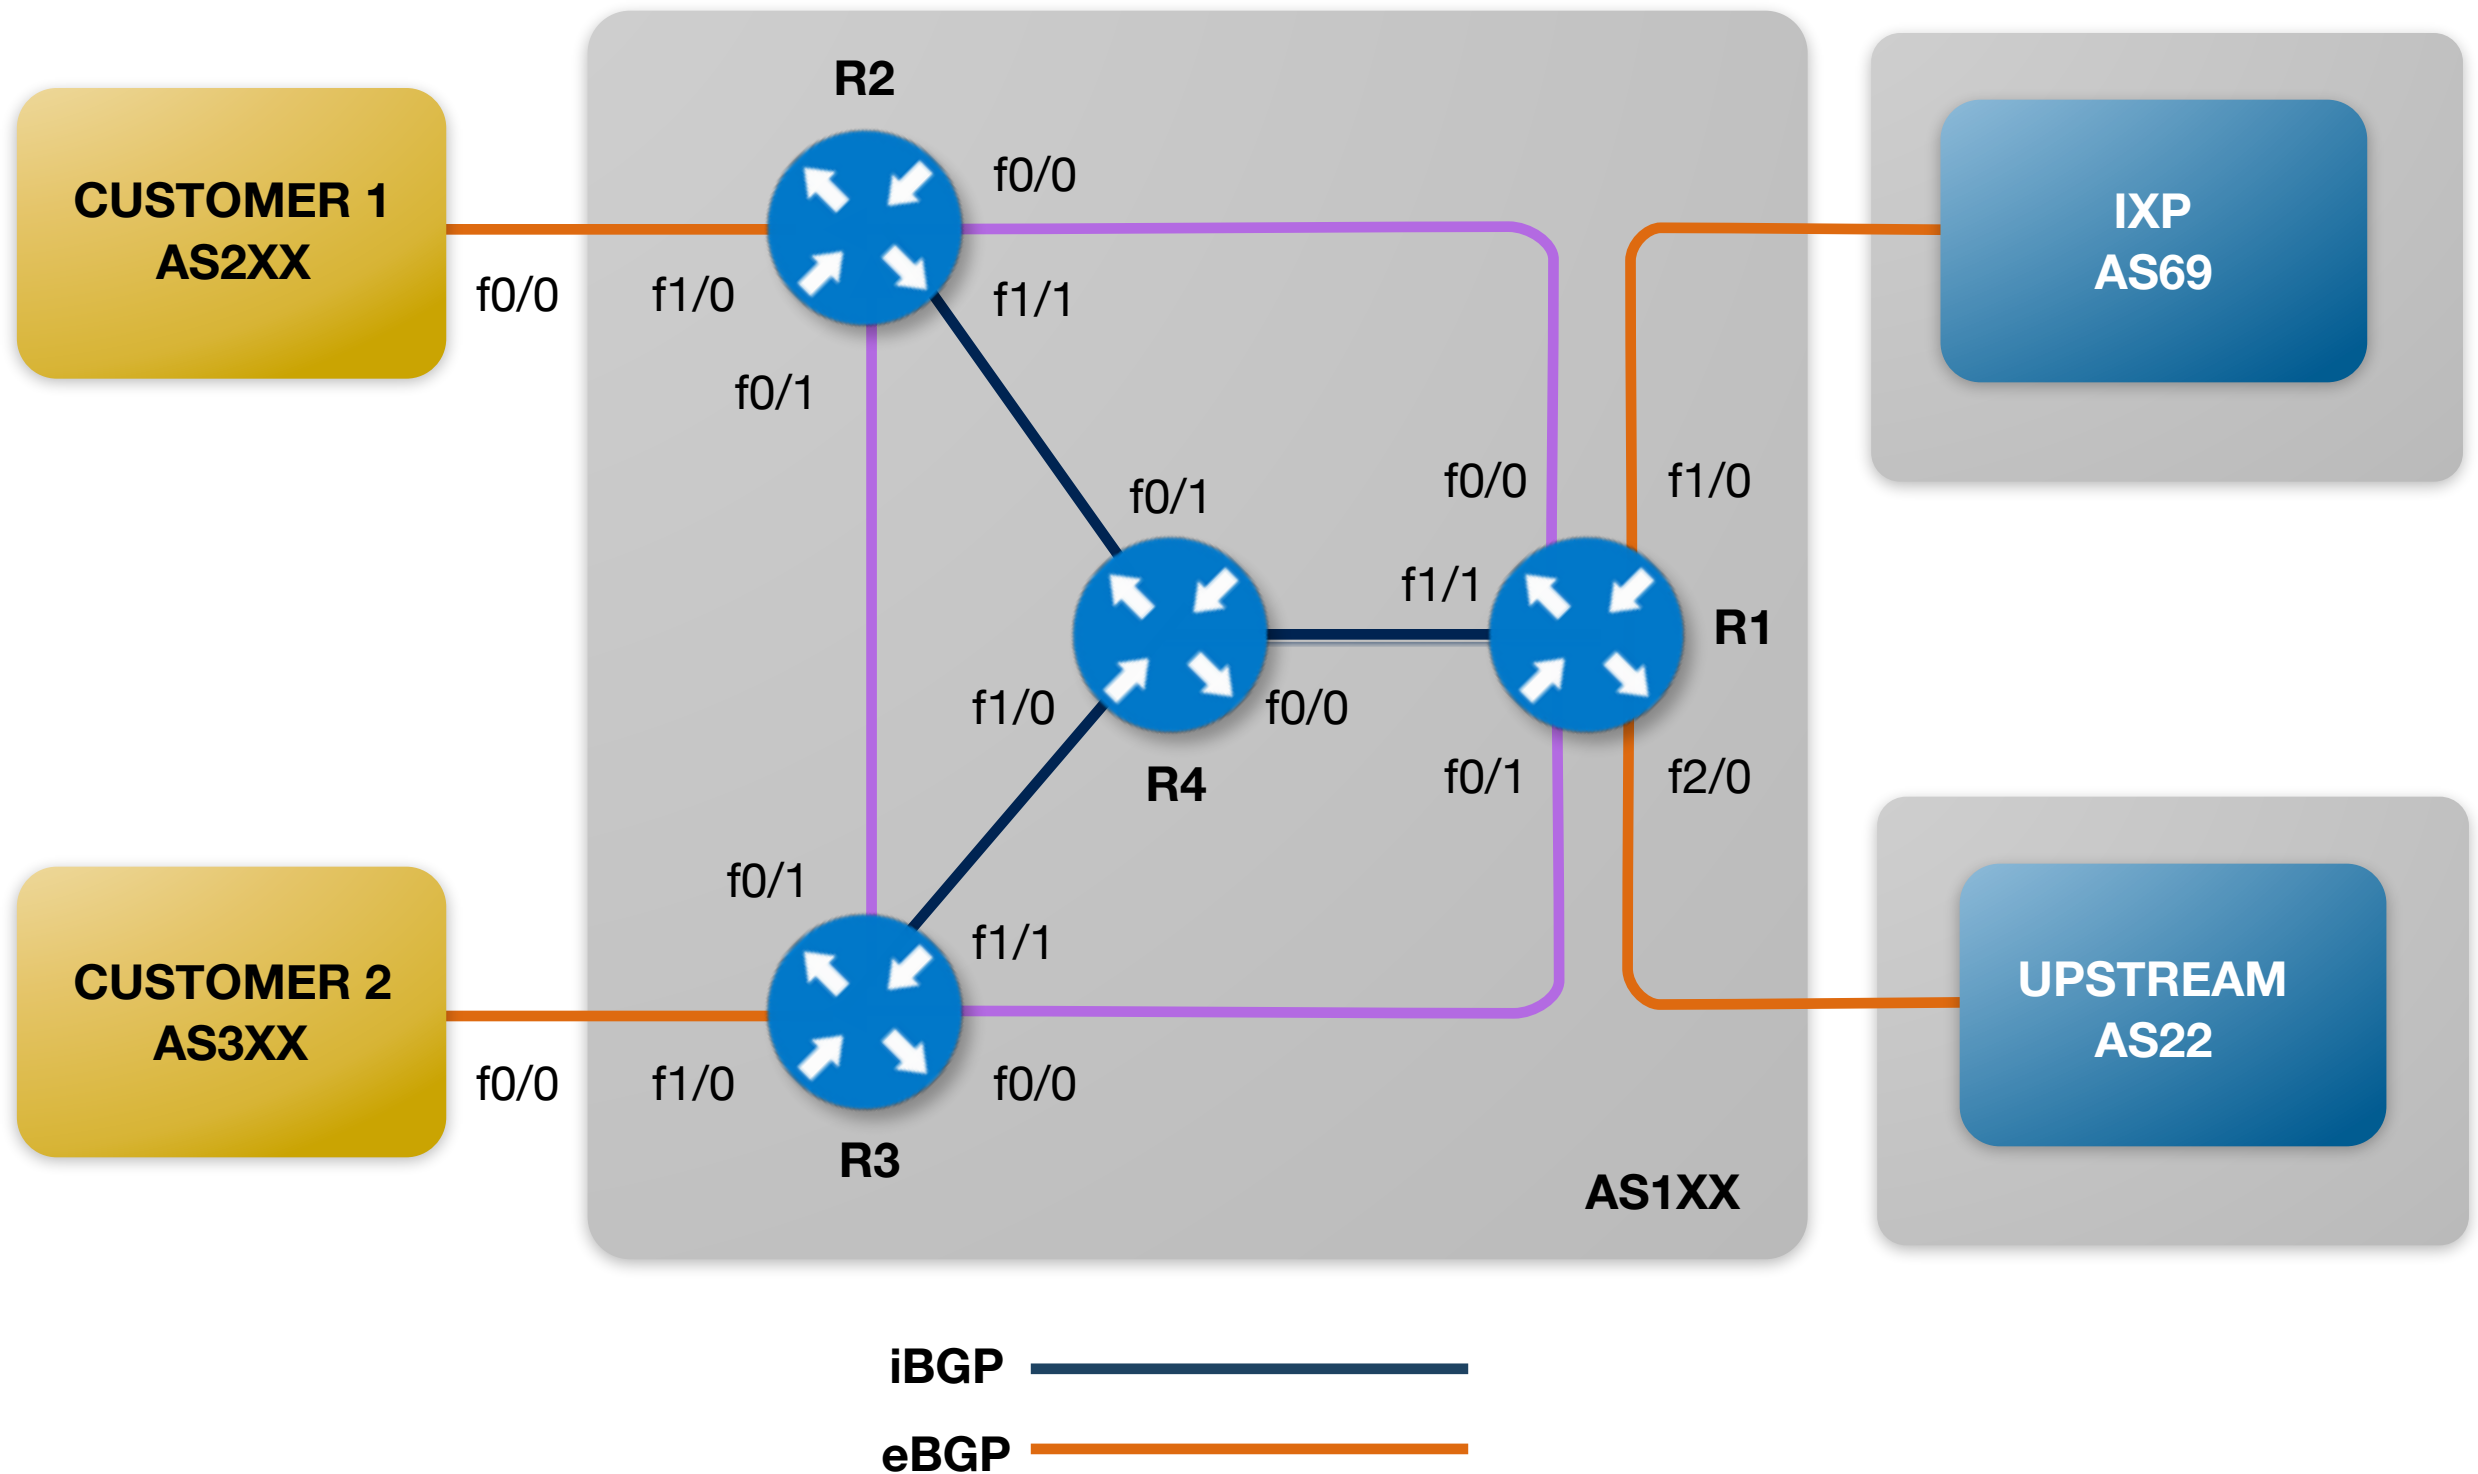 R2
CUSTOMER 1
AS2XX
f0/0
f1/0
f0/0
f1/1
f0/1
IXP
AS69
f0/1
f0/0
f1/0
f1/1
R1
f1/0
f0/0
R4
f0/1
f2/0
f0/1
f1/1
CUSTOMER 2
AS3XX
f0/0
f1/0
f0/0
R3
UPSTREAM
AS22
AS1XX
iBGP
eBGP